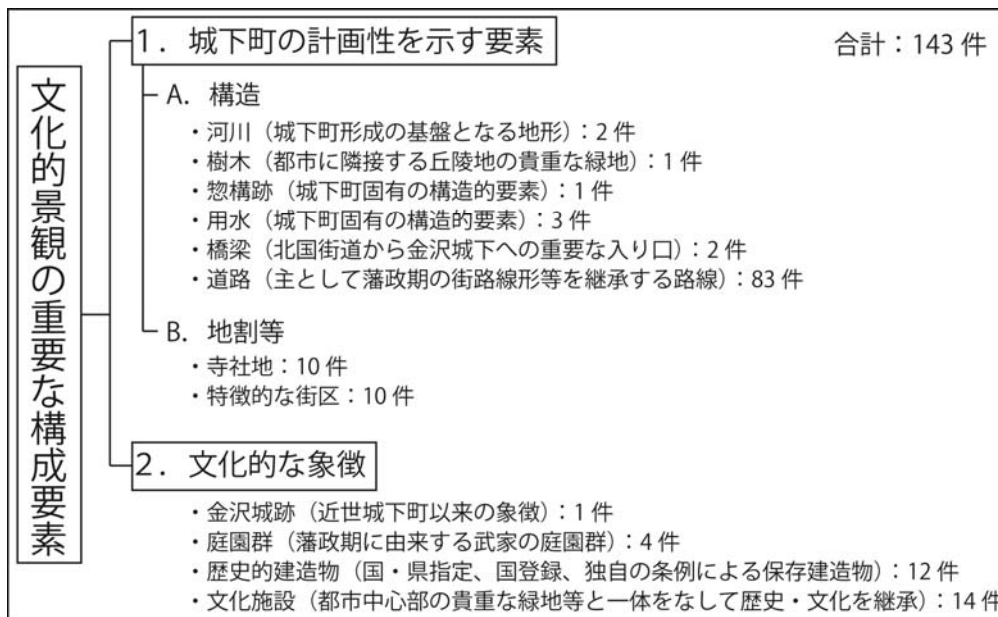 文化的景観の重要な構成要素
1．城下町の計画性を示す要素
合計：143 件
A．構造
・河川（城下町形成の基盤となる地形）：2 件
・樹木（都市に隣接する丘陵地の貴重な緑地）：1 件
・惣構跡（城下町固有の構造的要素）：1 件
・用水（城下町固有の構造的要素）：3 件
・橋梁（北国街道から金沢城下への重要な入り口）：2 件
・道路（主として藩政期の街路線形等を継承する路線）：83 件
B．地割等
・寺社地：10 件
・特徴的な街区：10 件
2．文化的な象徴
・金沢城跡（近世城下町以来の象徴）：1 件
・庭園群（藩政期に由来する武家の庭園群）：4 件
・歴史的建造物（国・県指定、国登録、独自の条例による保存建造物）：12 件
・文化施設（都市中心部の貴重な緑地等と一体をなして歴史・文化を継承）：14 件